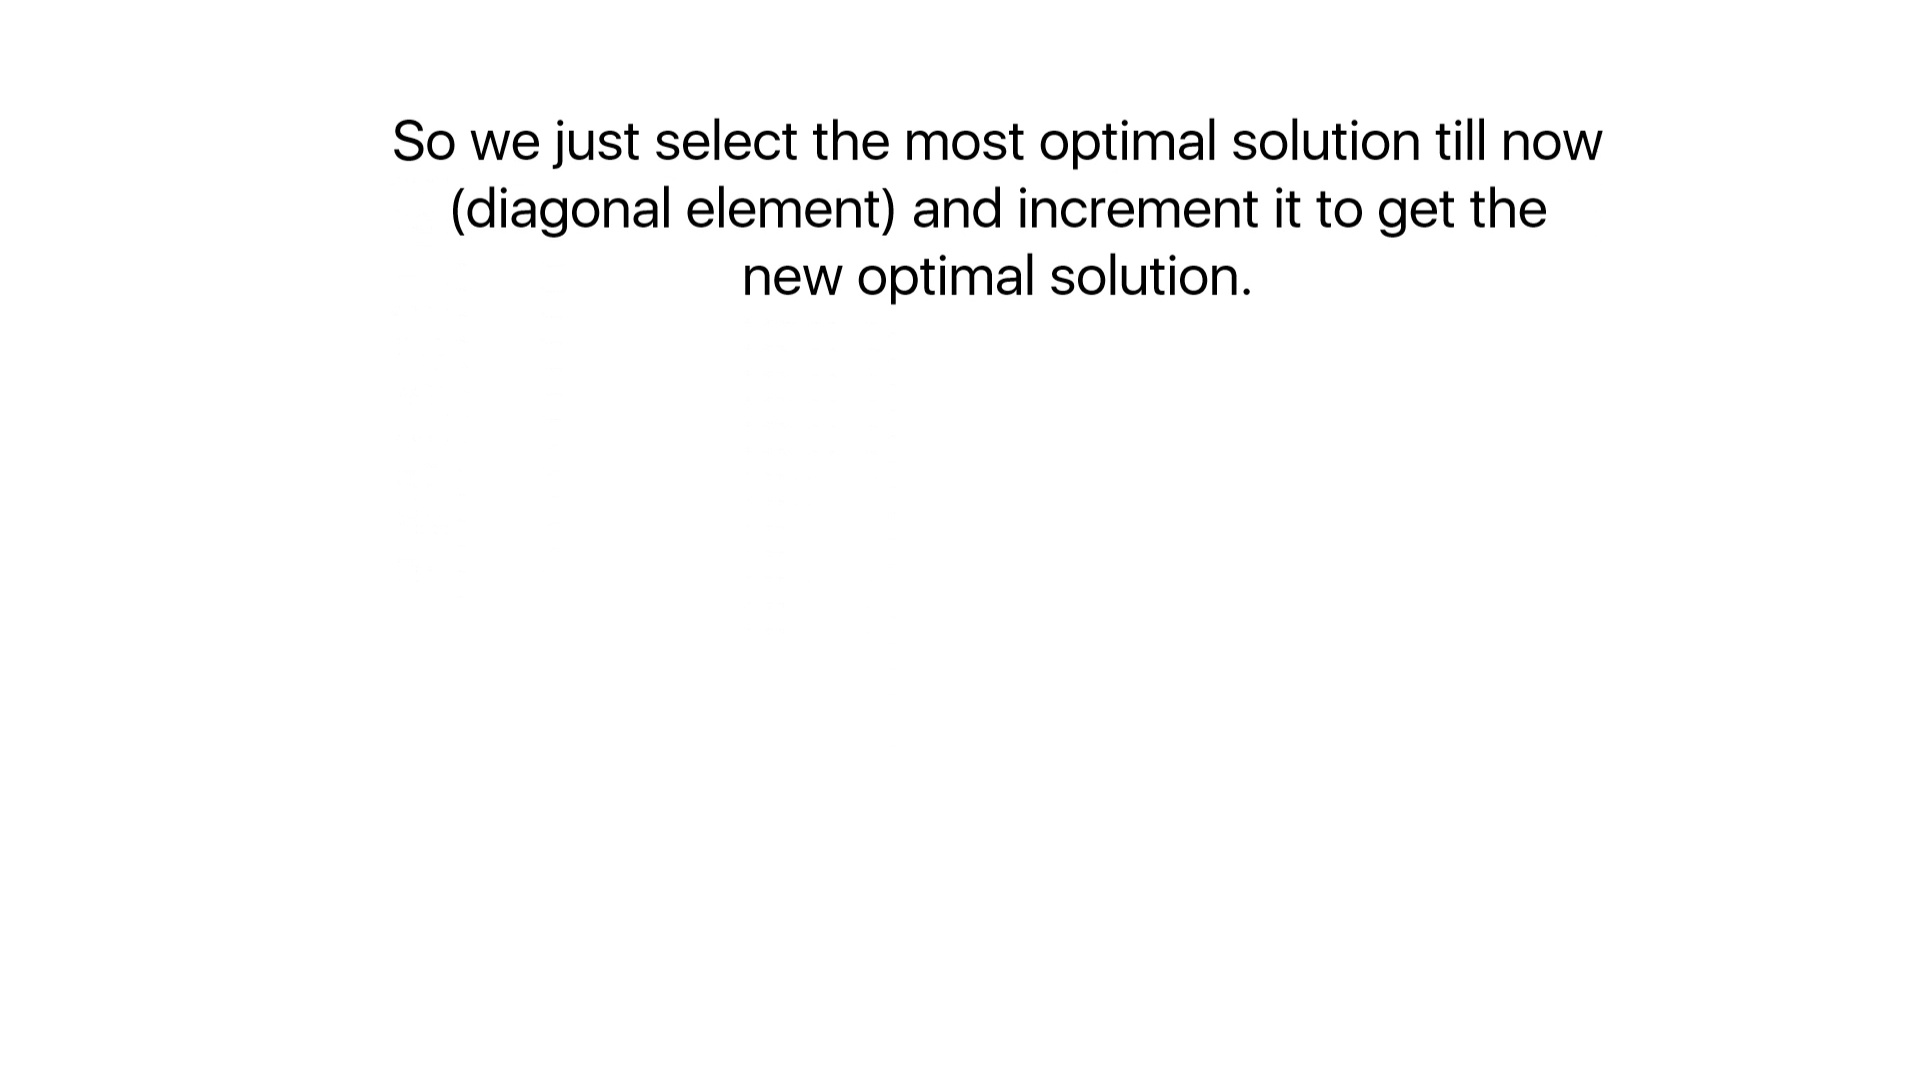 So we just select the most optimal solution till now
(diagonal element) and increment it to get the
new optimal solution.